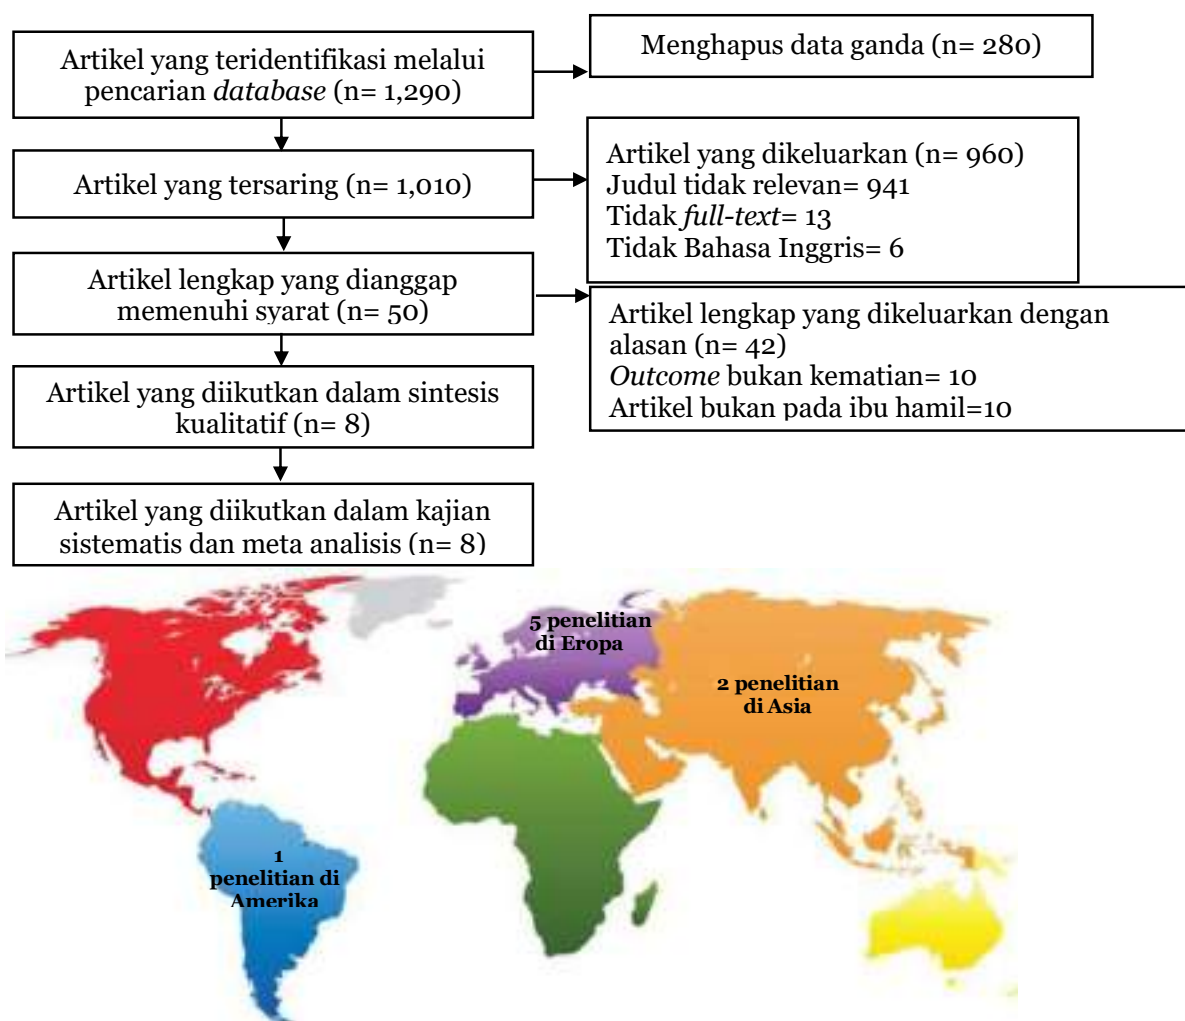 Artikel yang teridentifikasi melalui
pencarian database (n= 1,290)
Menghapus data ganda (n= 280)
Artikel yang tersaring (n= 1,010)
Artikel yang dikeluarkan (n= 960)
Judul tidak relevan= 941
Tidak full-text= 13
Tidak Bahasa Inggris= 6
Artikel lengkap yang dianggap
memenuhi syarat (n= 50)
Artikel lengkap yang dikeluarkan dengan
alasan (n= 42)
Outcome bukan kematian= 10
Artikel bukan pada ibu hamil=10
Artikel yang diikutkan dalam sintesis
kualitatif (n= 8)
Artikel yang diikutkan dalam kajian
sistematis dan meta analisis (n= 8)
5 penelitian
di Eropa
2 penelitian
di Asia
1
penelitian di
Amerika